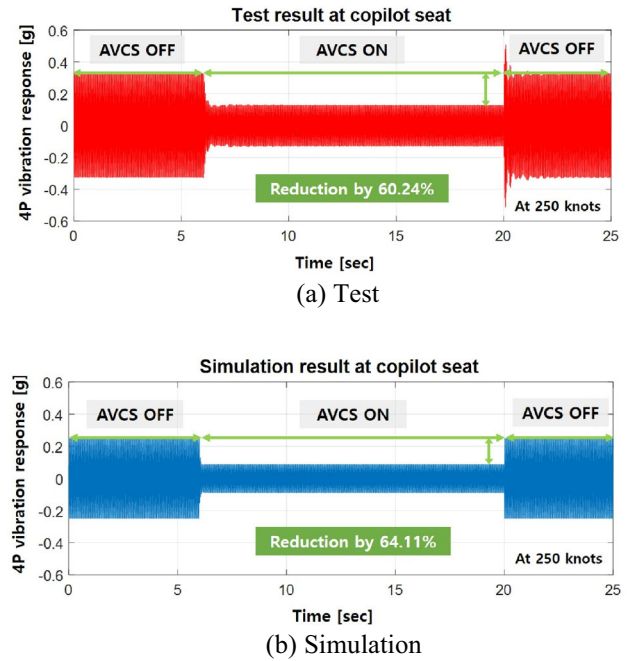 Test result at copilot seat
4P vibration response [g]
0.6
0.4
0.2
0
-0.2
-0.4
-0.6
AVCS OFF
AVCS ON
AVCS OFF
Reduction by 60.24%
At 250 knots
0 5 10 15 20 25
Time [sec]
(a) Test
Simulation result at copilot seat
4P vibration response [g]
0.6
0.4
0.2
0
-0.2
-0.4
-0.6
AVCS OFF
AVCS ON
AVCS OFF
Reduction by 64.11%
At 250 knots
0 5 10 15 20 25
Time [sec]
(b) Simulation